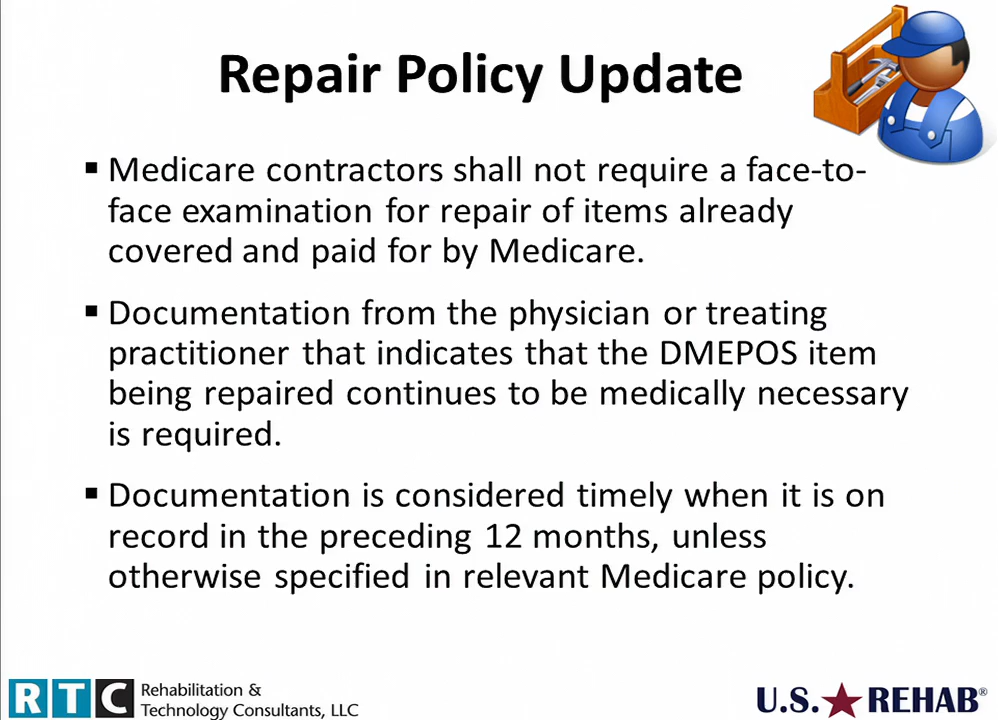 Repair Policy Update
▪ Medicare contractors shall not require a face-to-
face examination for repair of items already
covered and paid for by Medicare.
▪ Documentation from the physician or treating
practitioner that indicates that the DMEPOS item
being repaired continues to be medically necessary
is required.
▪ Documentation is considered timely when it is on
record in the preceding 12 months, unless
otherwise specified in relevant Medicare policy.
RTC Rehabilitation &
Technology Consultants, LLC
U.S. REHAB®